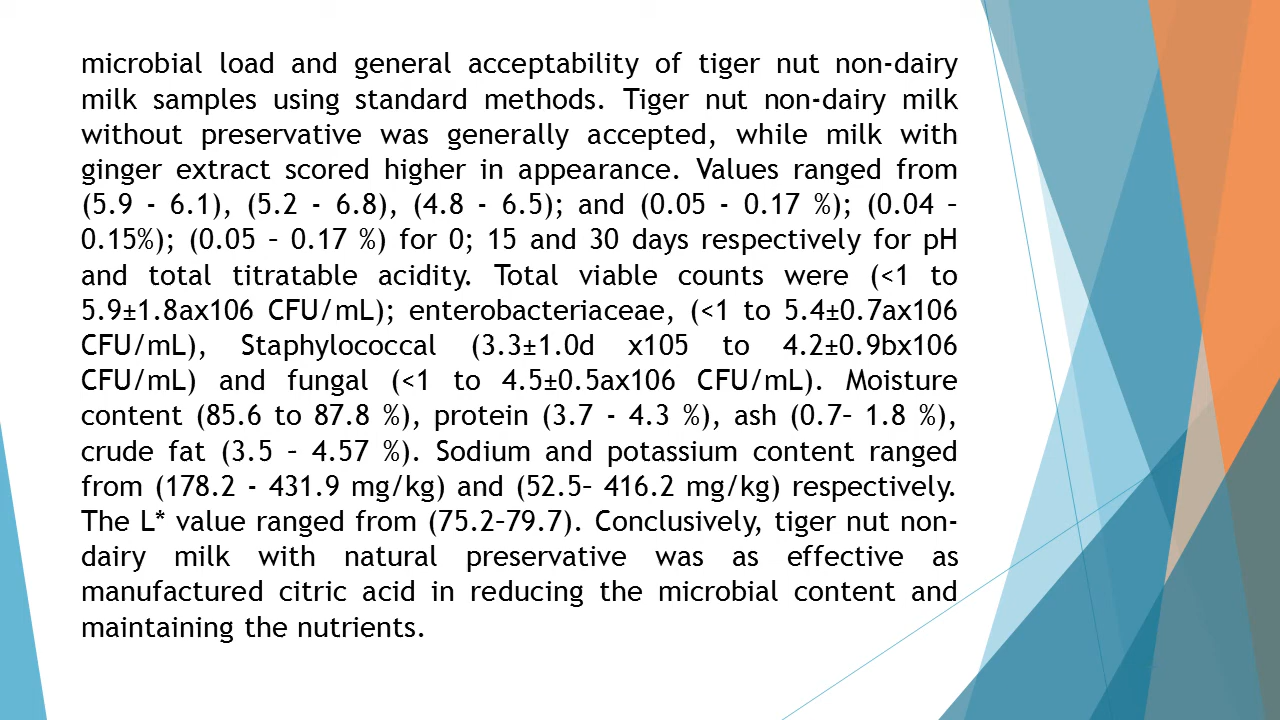 microbial load and general acceptability of tiger nut non-dairy
milk samples using standard methods. Tiger nut non-dairy milk
without preservative was generally accepted, while milk with
ginger extract scored higher in appearance. Values ranged from
(5.9 - 6.1), (5.2 - 6.8), (4.8 - 6.5); and (0.05 - 0.17 %); (0.04 –
0.15%); (0.05 – 0.17 %) for 0; 15 and 30 days respectively for pH
and total titratable acidity. Total viable counts were (<1 to
5.9±1.8ax106 CFU/mL); enterobacteriaceae, (<1 to 5.4±0.7ax106
CFU/mL), Staphylococcal (3.3±1.0d x105 to 4.2±0.9bx106
CFU/mL) and fungal (<1 to 4.5±0.5ax106 CFU/mL). Moisture
content (85.6 to 87.8 %), protein (3.7 - 4.3 %), ash (0.7– 1.8 %),
crude fat (3.5 – 4.57 %). Sodium and potassium content ranged
from (178.2 - 431.9 mg/kg) and (52.5– 416.2 mg/kg) respectively.
The L* value ranged from (75.2–79.7). Conclusively, tiger nut non-
dairy milk with natural preservative was as effective as
manufactured citric acid in reducing the microbial content and
maintaining the nutrients.